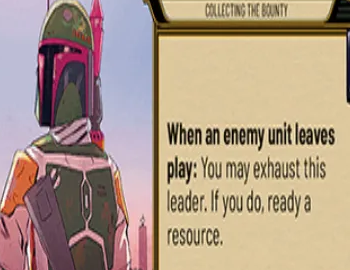 COLLECTING THE BOUNTY
When an enemy unit leaves
play: You may exhaust this
leader. If you do, ready a
resource.